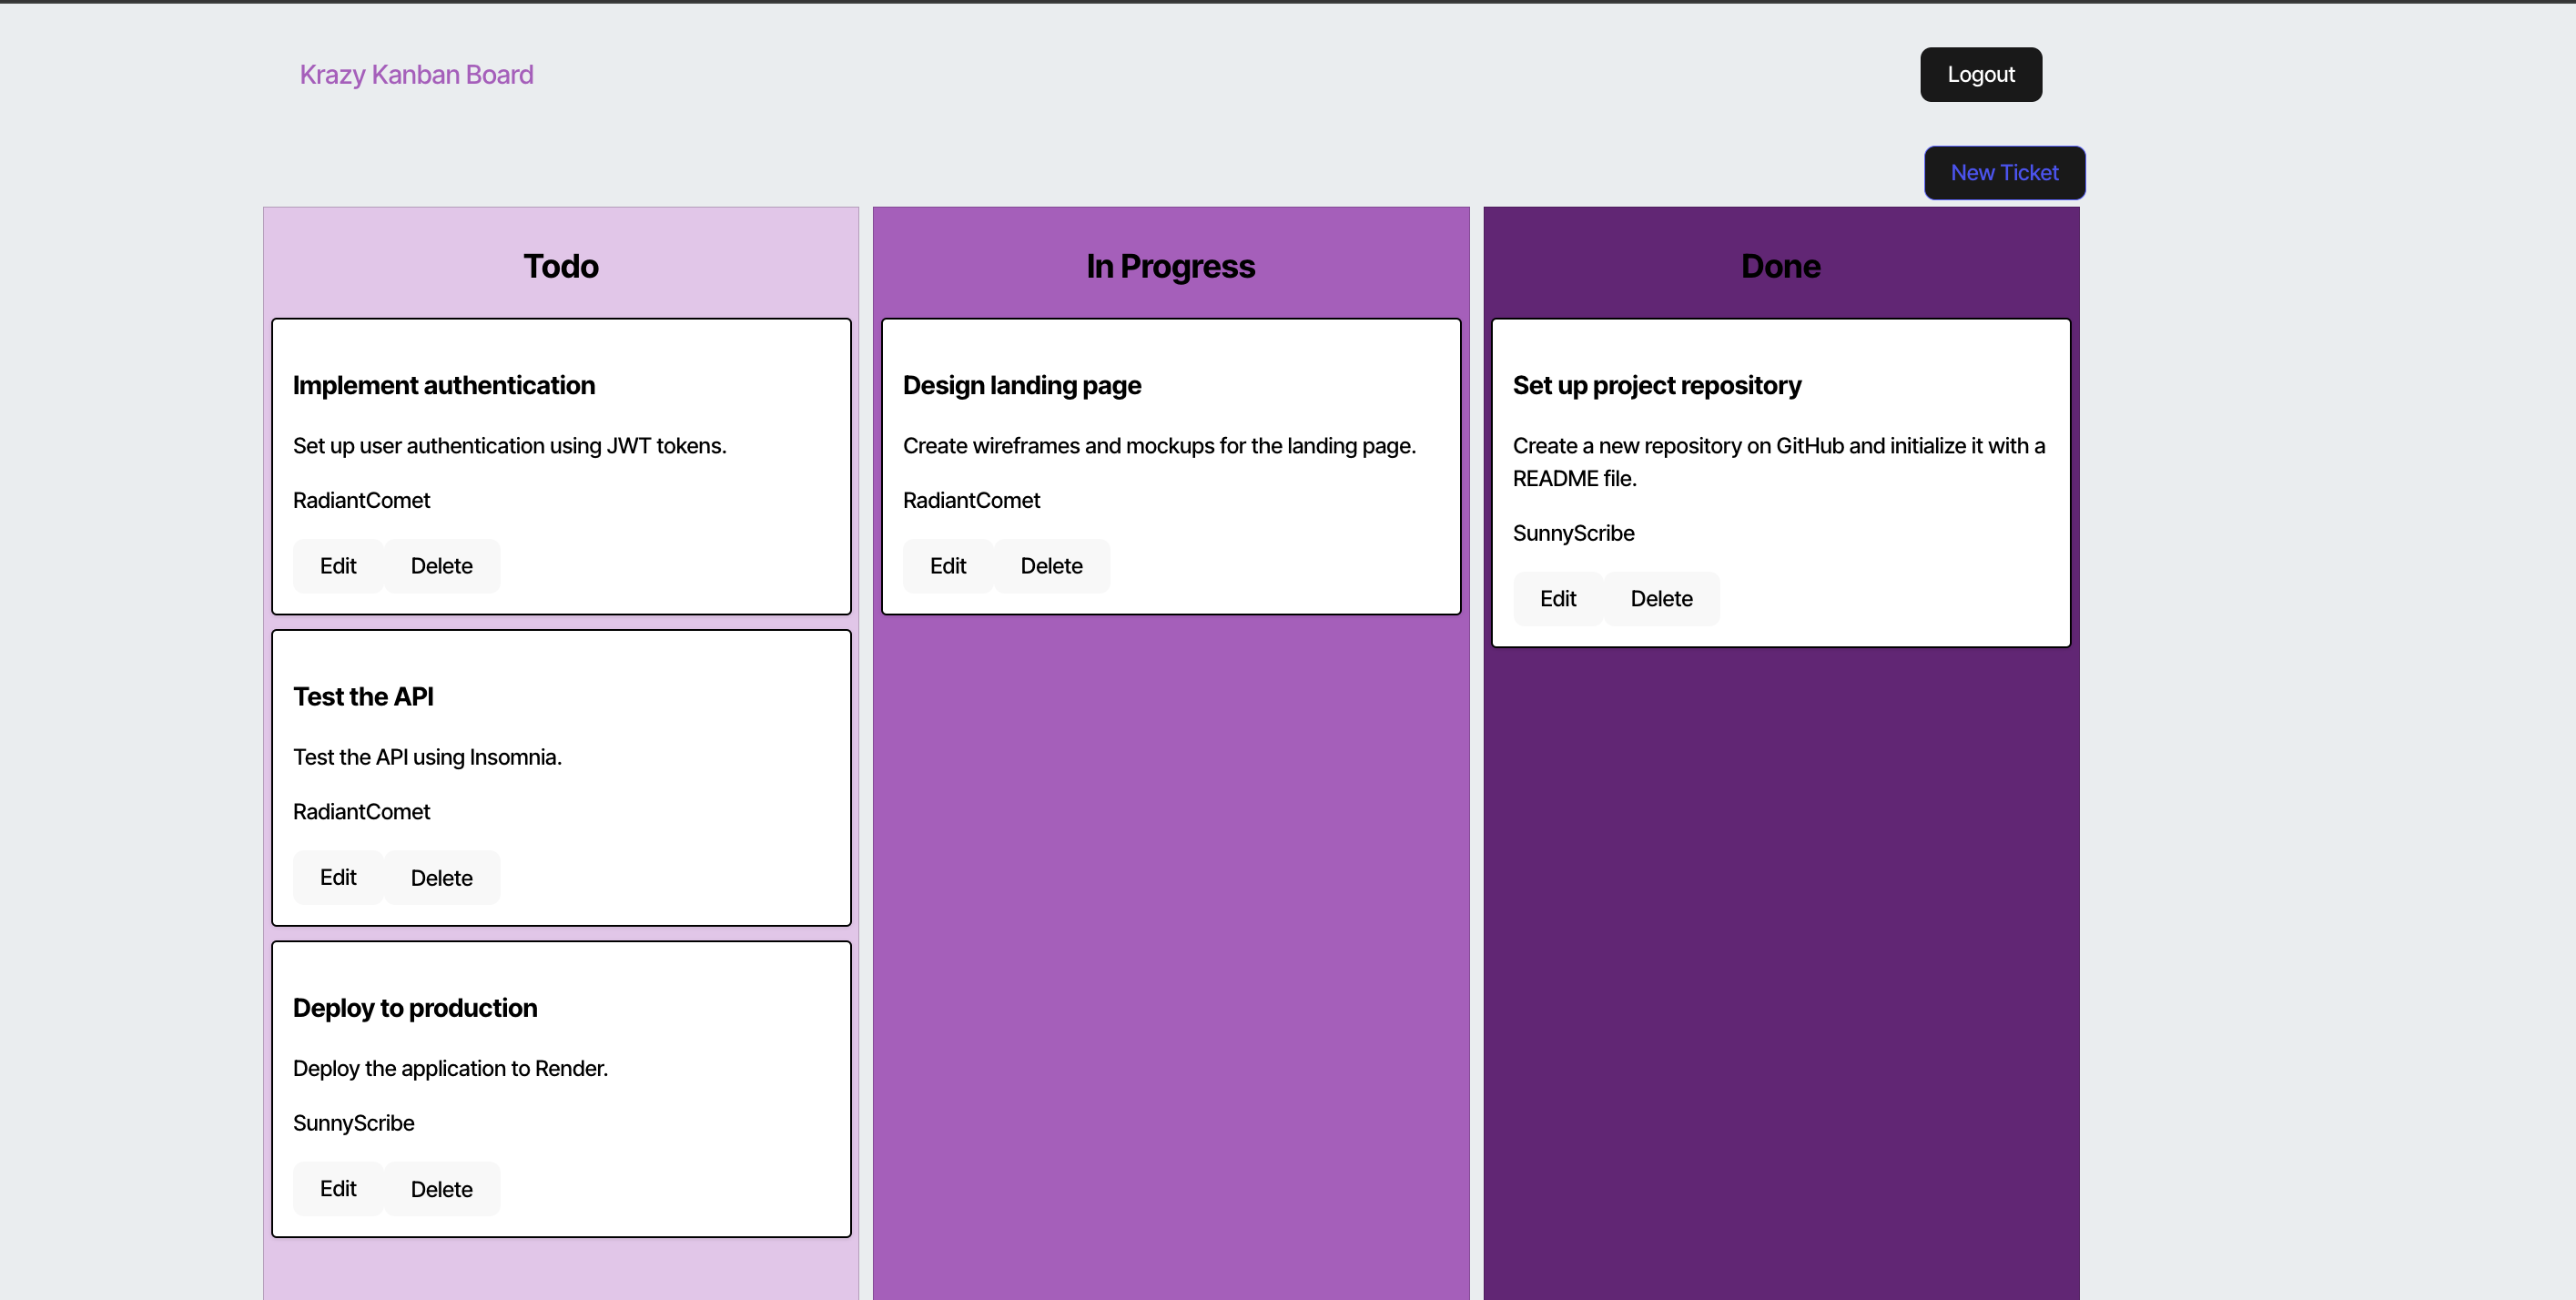 Krazy Kanban Board
Logout
New Ticket
Todo
Implement authentication
Set up user authentication using JWT tokens.
RadiantComet
Edit Delete
Test the API
Test the API using Insomnia.
RadiantComet
Edit Delete
Deploy to production
Deploy the application to Render.
SunnyScribe
Edit Delete
In Progress
Design landing page
Create wireframes and mockups for the landing page.
RadiantComet
Edit Delete
Done
Set up project repository
Create a new repository on GitHub and initialize it with a
README file.
SunnyScribe
Edit Delete